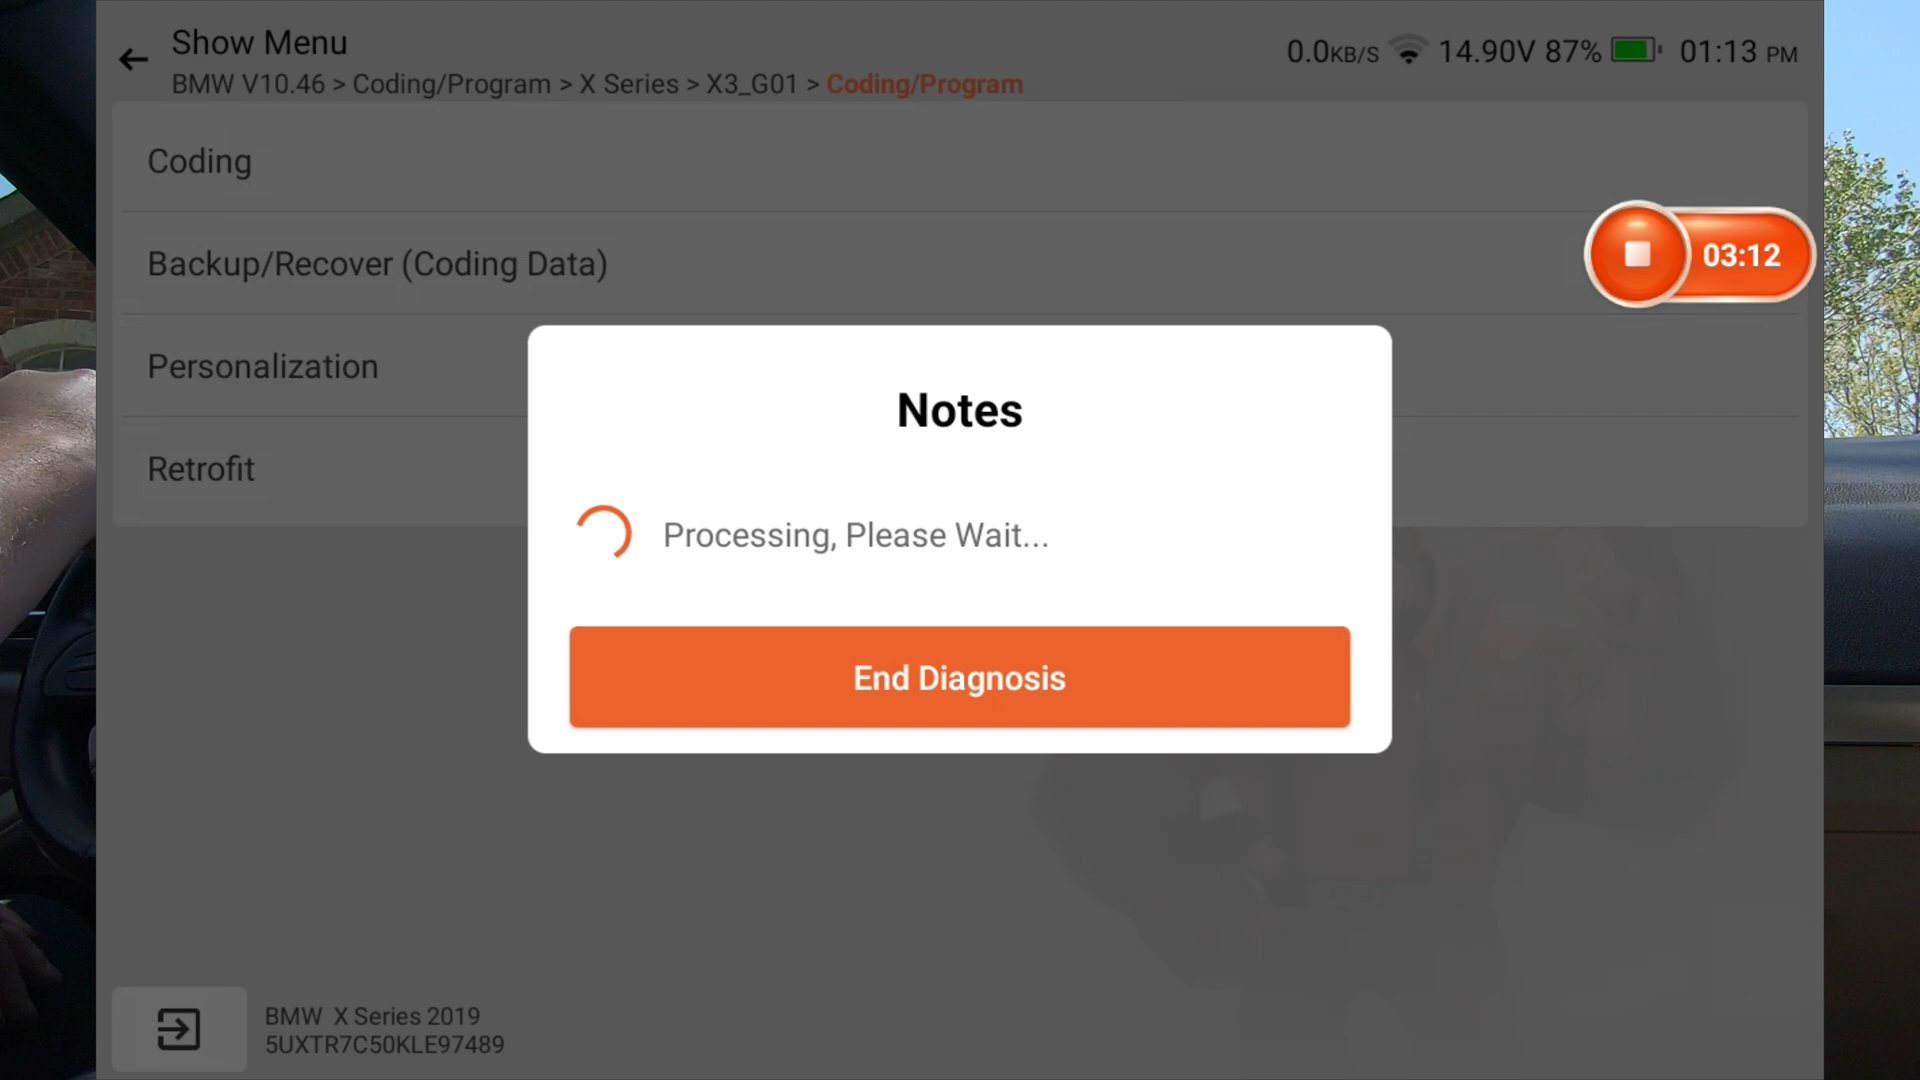 Show Menu
0.0KB/S 14.90V 87% 01:13 PM
BMW V10.46 > Coding/Program > X Series > X3_G01 > Coding/Program
Coding
03:12
Backup/Recover (Coding Data)
Personalization
Notes
Retrofit
Processing, Please Wait...
End Diagnosis
BMW X Series 2019
5UXTR7C50KLE97489